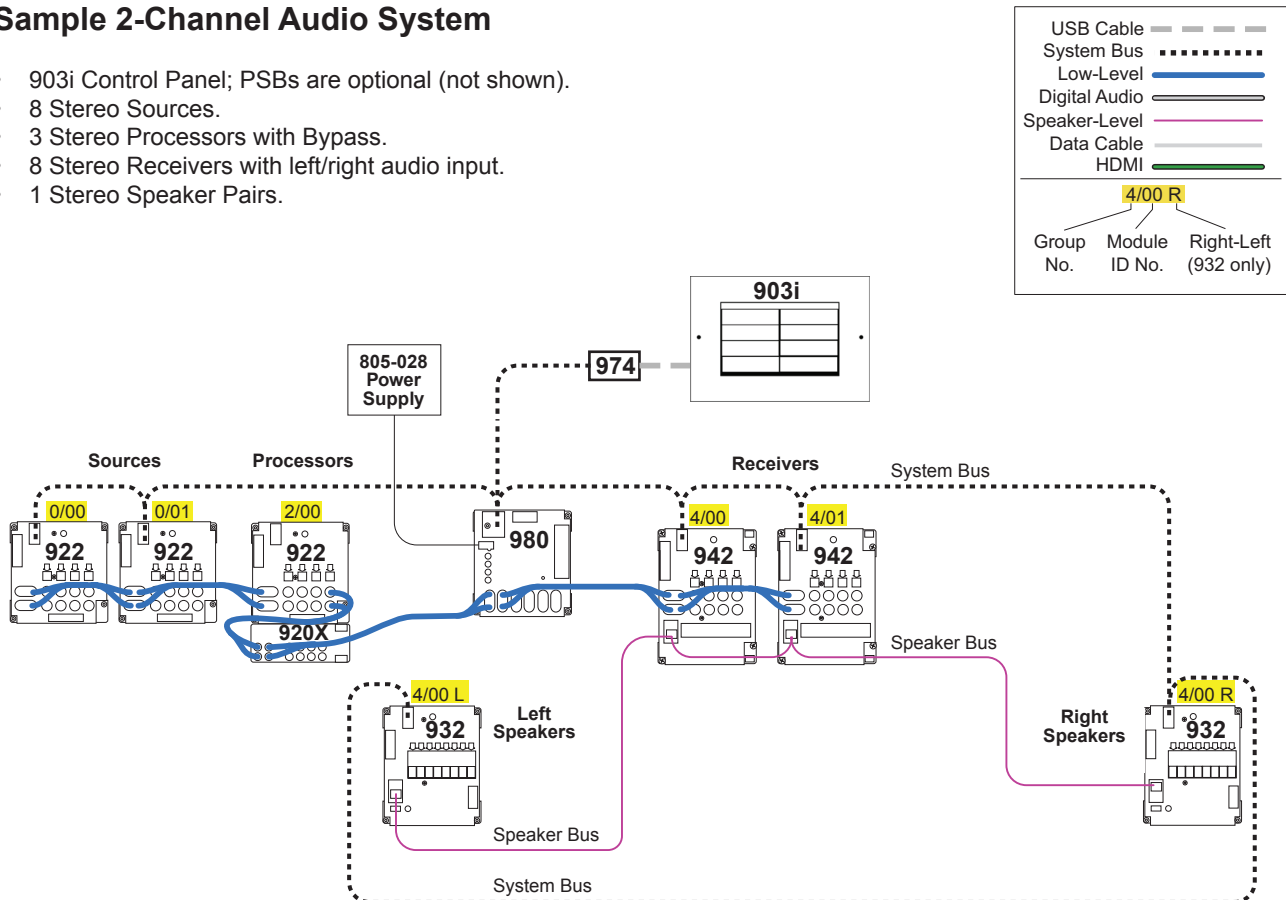 Sample 2-Channel Audio System
• 903i Control Panel; PSBs are optional (not shown).
• 8 Stereo Sources.
• 3 Stereo Processors with Bypass.
• 8 Stereo Receivers with left/right audio input.
• 1 Stereo Speaker Pairs.
USB Cable
System Bus
Low-Level
Digital Audio
Speaker-Level
Data Cable
HDMI
4/00 R
Group No.
Module ID No.
Right-Left (932 only)
903i
974
805-028
Power
Supply
Sources
Processors
Receivers
System Bus
0/00
0/01
2/00
4/00
4/01
922
922
922
980
942
942
920X
Speaker Bus
4/00 L
Left
Speakers
932
Right
Speakers
4/00 R
932
Speaker Bus
System Bus